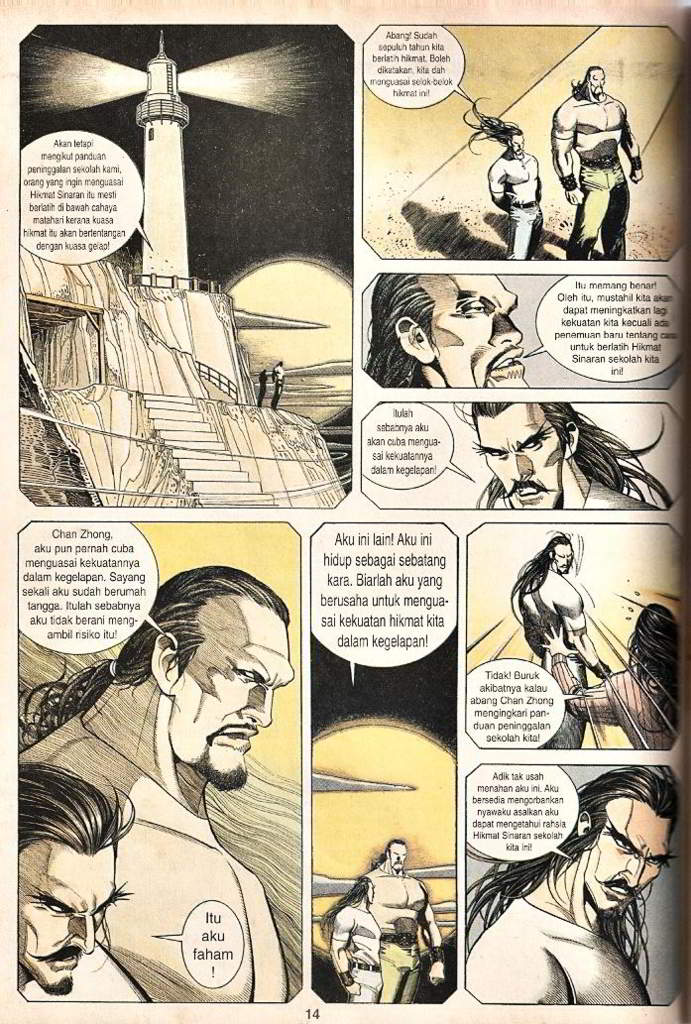 Akan tetapi
mengikut panduan
peninggalan sekolah kami,
orang yang ingin menguasai
Hikmat Sinaran itu mesti
berlatih di bawah cahaya
matahari kerana kuasa
hikmat itu akan bertentangan
dengan kuasa gelap!
Abang! Sudah
sepuluh tahun kita
berlatih hikmat. Boleh
dikatakan, kita dah
menguasai selok-belok
hikmat ini!
Itu memang benar!
Oleh itu, mustahil kita akan
dapat meningkatkan lagi
kekuatan kita kecuali ada
penemuan baru tentang cara
untuk berlatih Hikmat
Sinaran sekolah kita
ini!
Itulah
sebabnya aku
akan cuba mengua-
sai kekuatannya
dalam kegelapan!
Chan Zhong,
aku pun pernah cuba
menguasai kekuatannya
dalam kegelapan. Sayang
sekali aku sudah berumah
tangga. Itulah sebabnya
aku tidak berani meng-
ambil risiko itu!
Itu
aku
faham
!
Aku ini lain! Aku ini
hidup sebagai sebatang
kara. Biarlah aku yang
berusaha untuk mengua-
sai kekuatan hikmat kita
dalam kegelapan!
Tidak! Buruk
akibatnya kalau
abang Chan Zhong
mengingkari pan-
duan peninggalan
sekolah kita!
Adik tak usah
menahan aku ini. Aku
bersedia mengorbankan
nyawaku asalkan aku
dapat mengetahui rahsia
Hikmat Sinaran sekolah
kita ini!
14